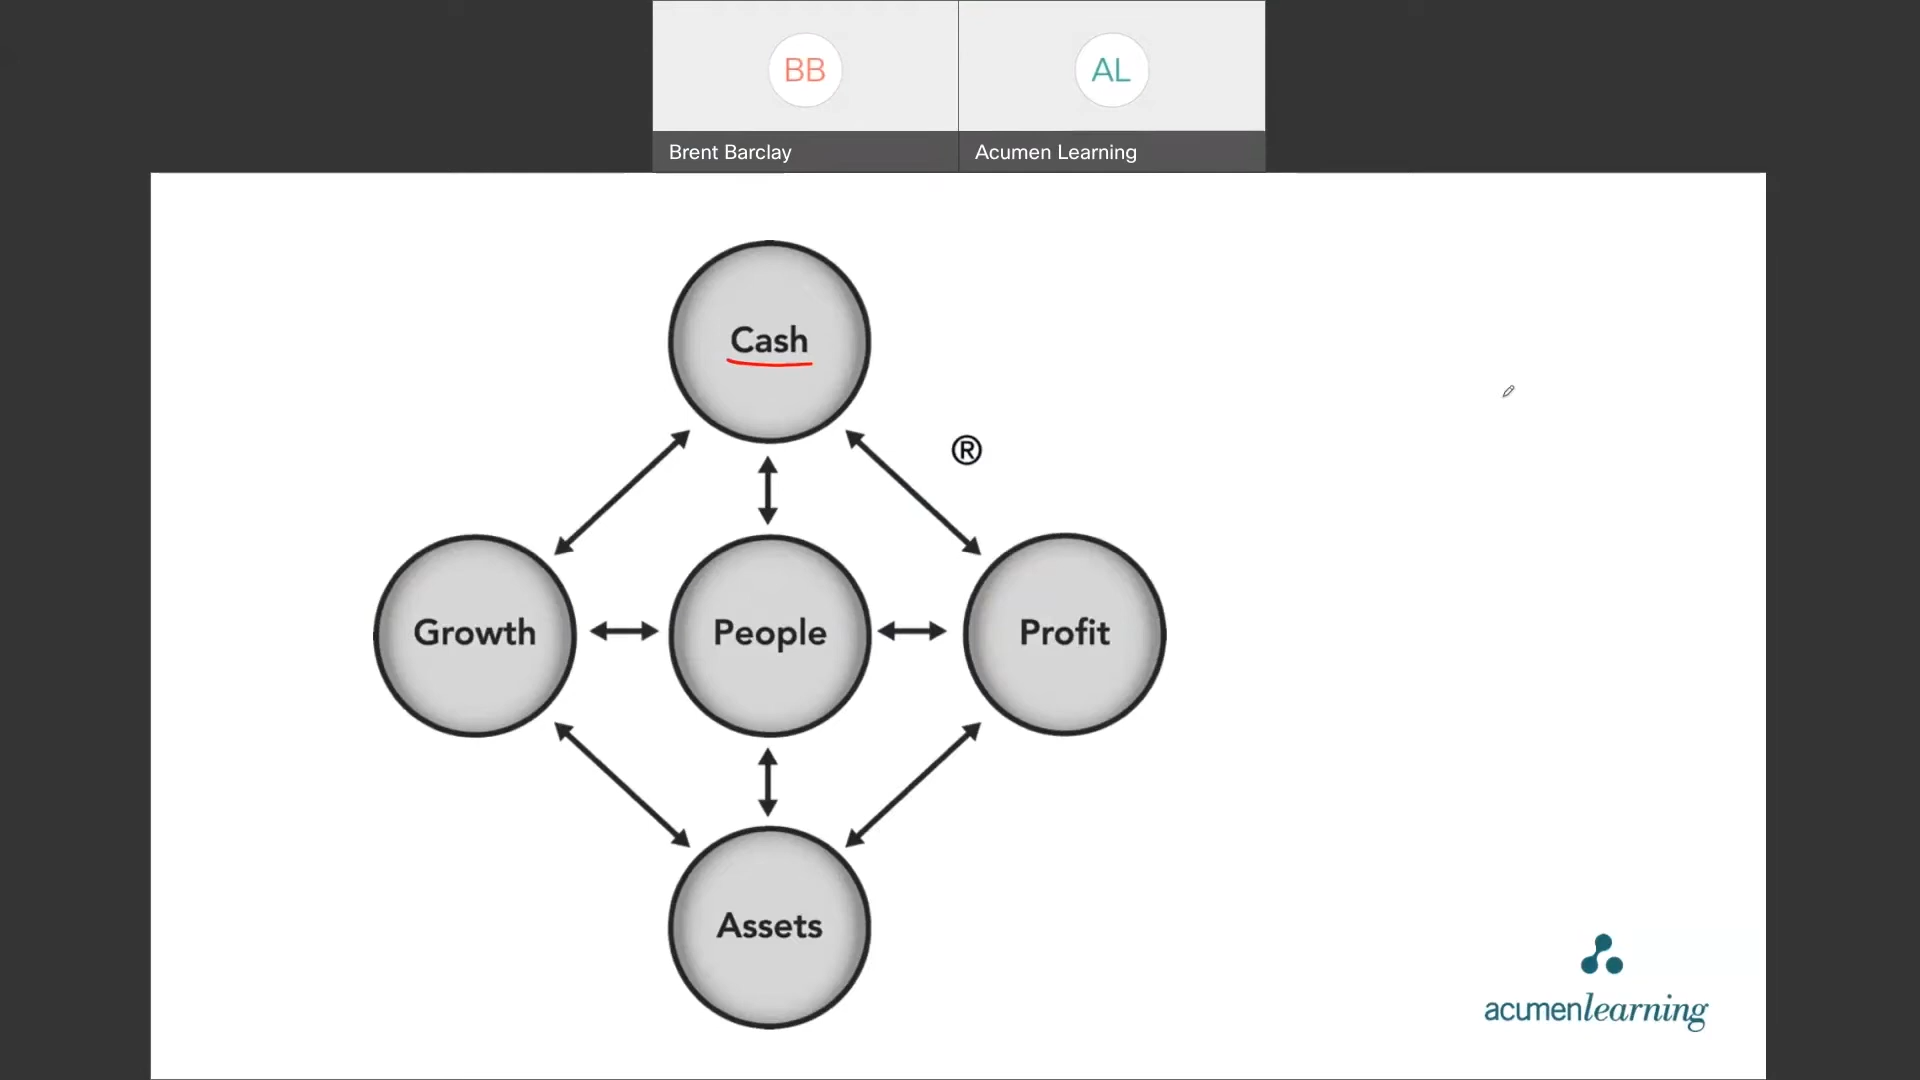 BB
AL
Brent Barclay
Acumen Learning
Cash
®
Growth
People
Profit
Assets
acumenlearning